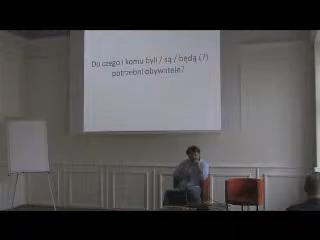 Do czego i komu byli / są / będą (?)
potrzebni obywatele?